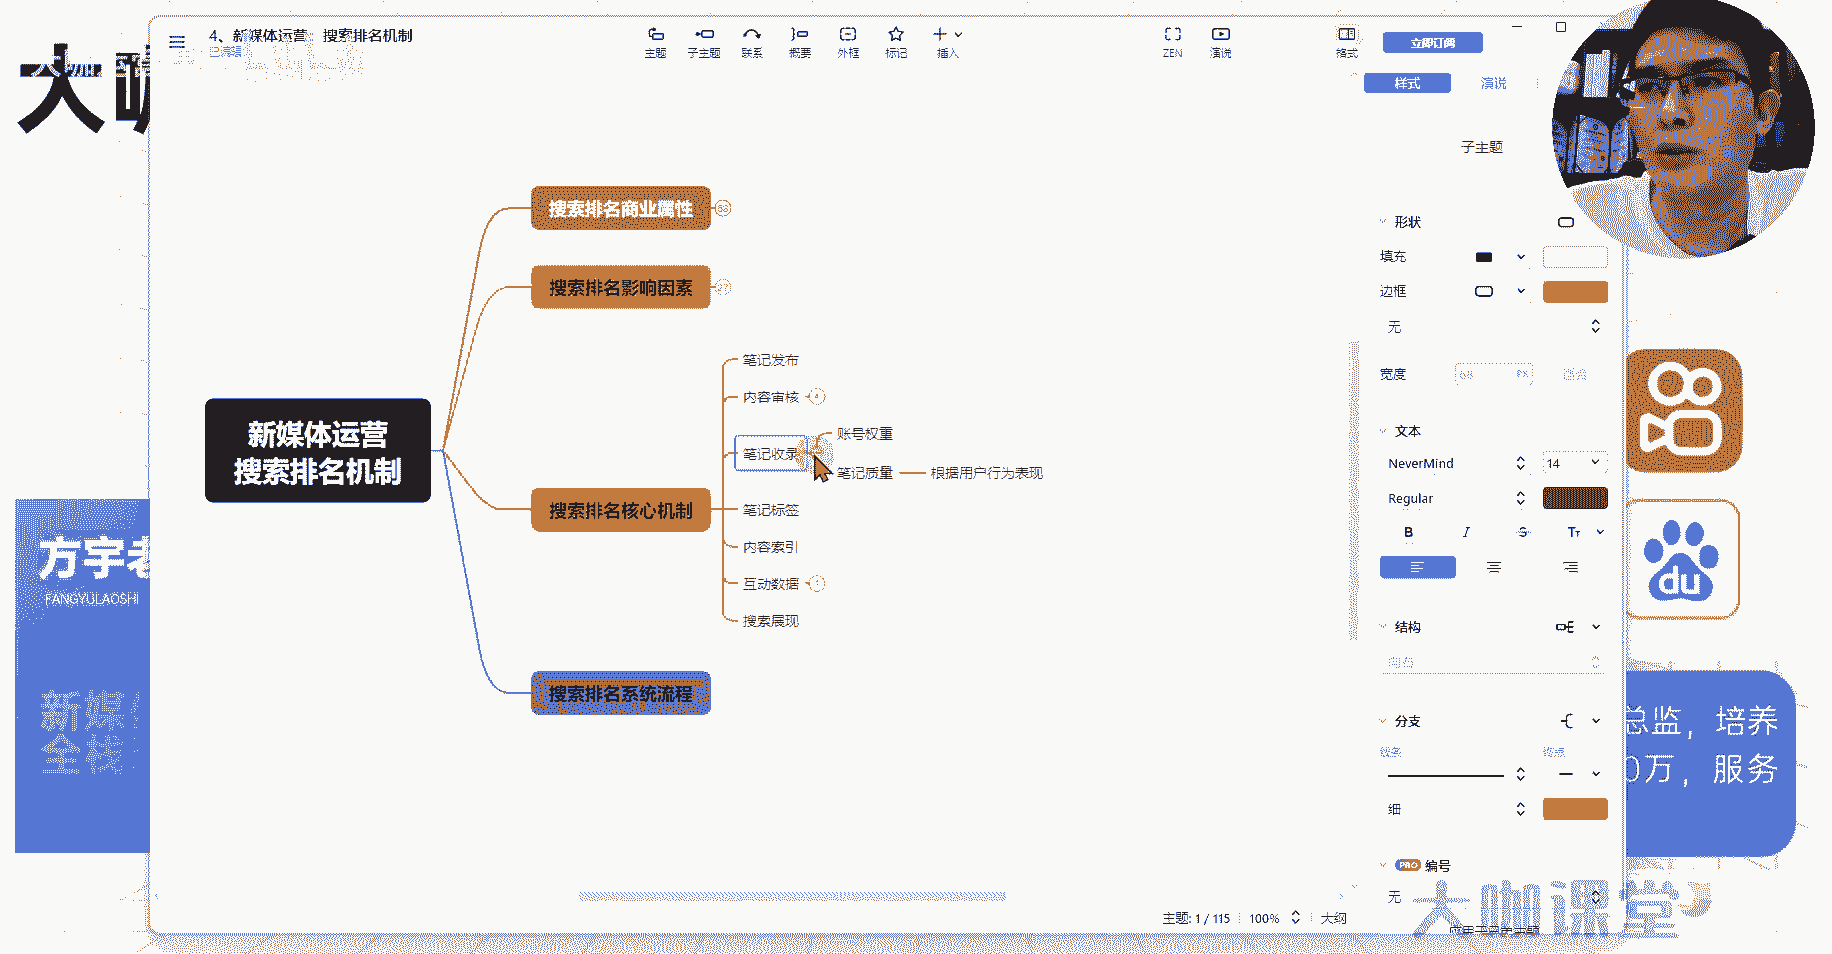 4、新媒体运营：搜索排名机制
已编辑
主题
子主题
联系
概要
外框
标记
插入
ZEN
演说
格式
立即订阅
样式
演说
子主题
形状
填充
边框
无
宽度
文本
NeverMind
14
Regular
B
I
S
TT
结构
分支
线条
细
PRO 编号
无
新媒体运营
搜索排名机制
搜索排名商业属性
搜索排名影响因素
搜索排名核心机制
搜索排名系统流程
笔记发布
内容审核
笔记收录
账号权重
笔记质量
根据用户行为表现
笔记标签
内容索引
互动数据
搜索展现
主题: 1 / 115
100%
大纲
大咖课堂
方宇老
FANGYULAOSHI
新媒
全栈
du
总监，培养
0万，服务